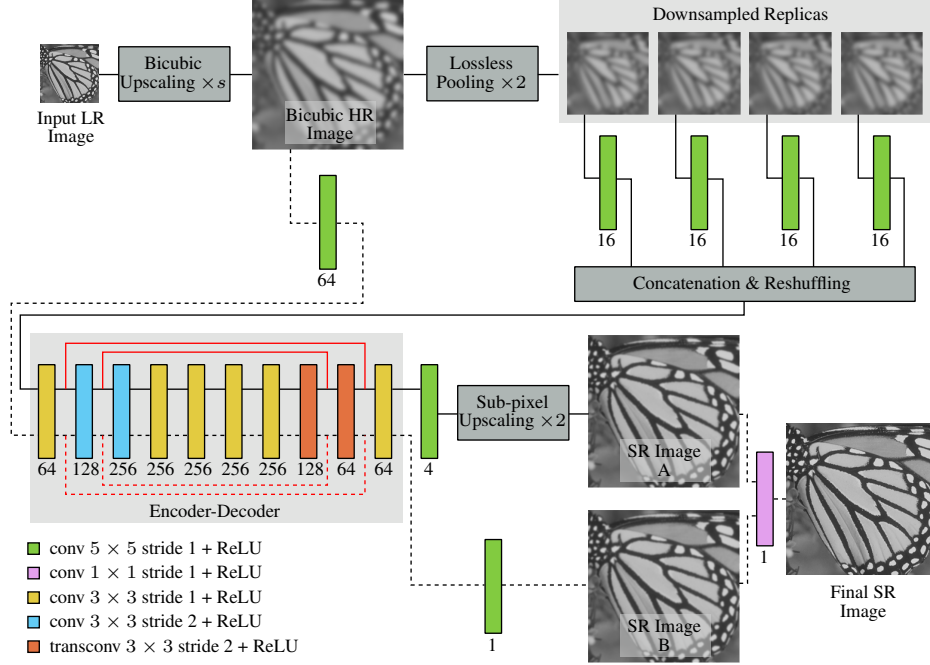 Downsampled Replicas
Bicubic
Upscaling ×s
Lossless
Pooling ×2
Input LR
Image
Bicubic HR
Image
64
16
16
16
16
Concatenation & Reshuffling
64
128
256
256
256
256
256
128
64
64
4
Encoder-Decoder
Sub-pixel
Upscaling ×2
SR Image
A
1
Final SR
Image
1
SR Image
B
conv 5 × 5 stride 1 + ReLU
conv 1 × 1 stride 1 + ReLU
conv 3 × 3 stride 1 + ReLU
conv 3 × 3 stride 2 + ReLU
transconv 3 × 3 stride 2 + ReLU